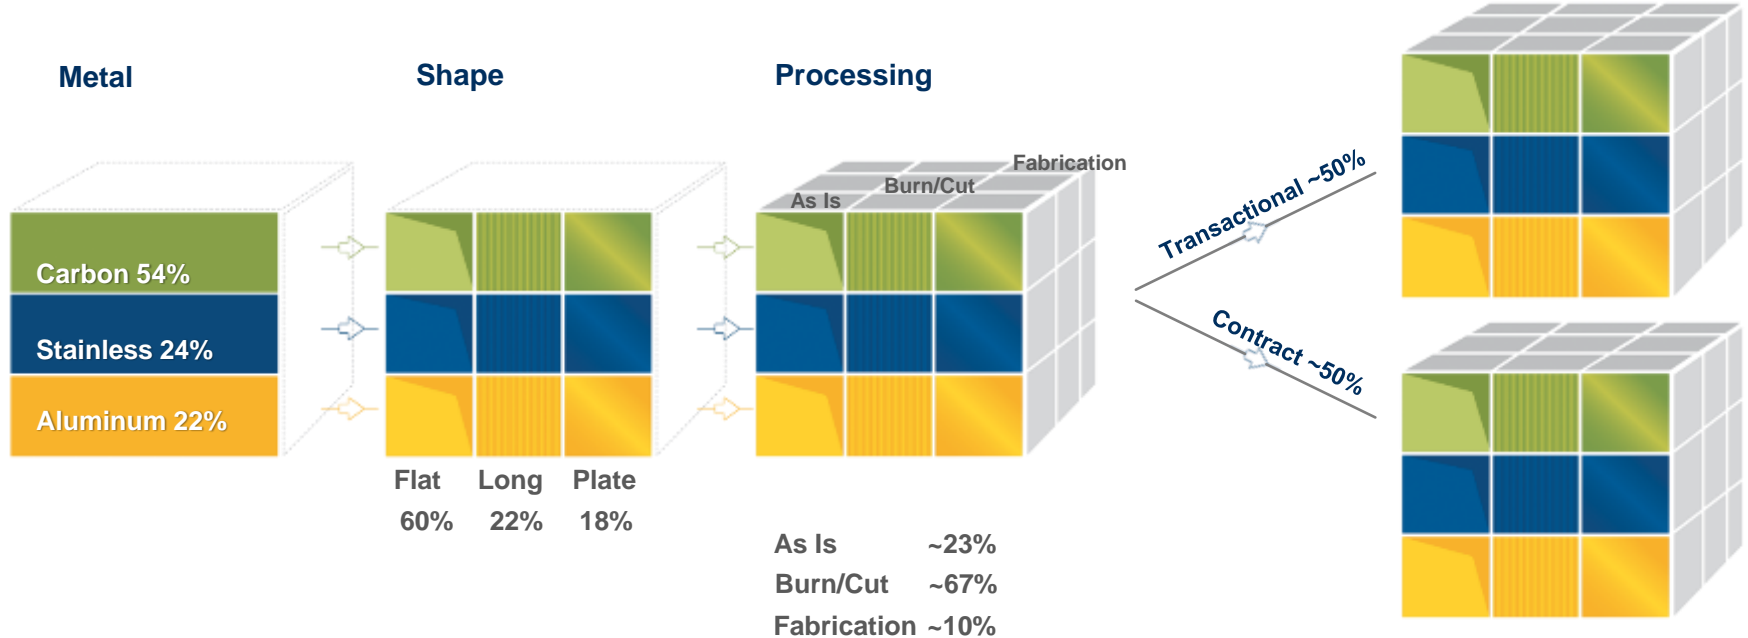 Metal
Shape
Processing
Carbon 54%
Stainless 24%
Aluminum 22%
Flat Long Plate
60% 22% 18%
Fabrication
Burn/Cut
As Is
As Is ~23%
Burn/Cut ~67%
Fabrication ~10%
Transactional ~50%
Contract ~50%